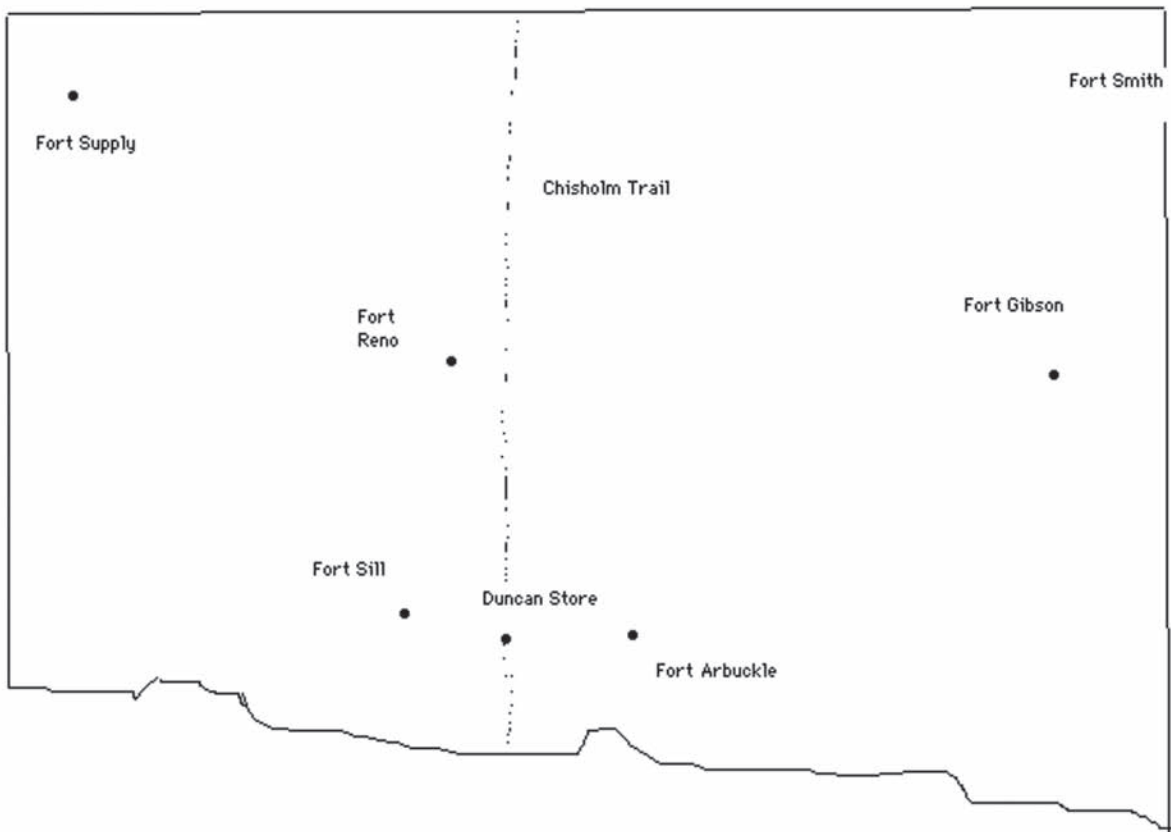 Fort Smith
Fort Supply
Chisholm Trail
Fort Gibson
Fort
Reno
Fort Sill
Duncan Store
Fort Arbuckle